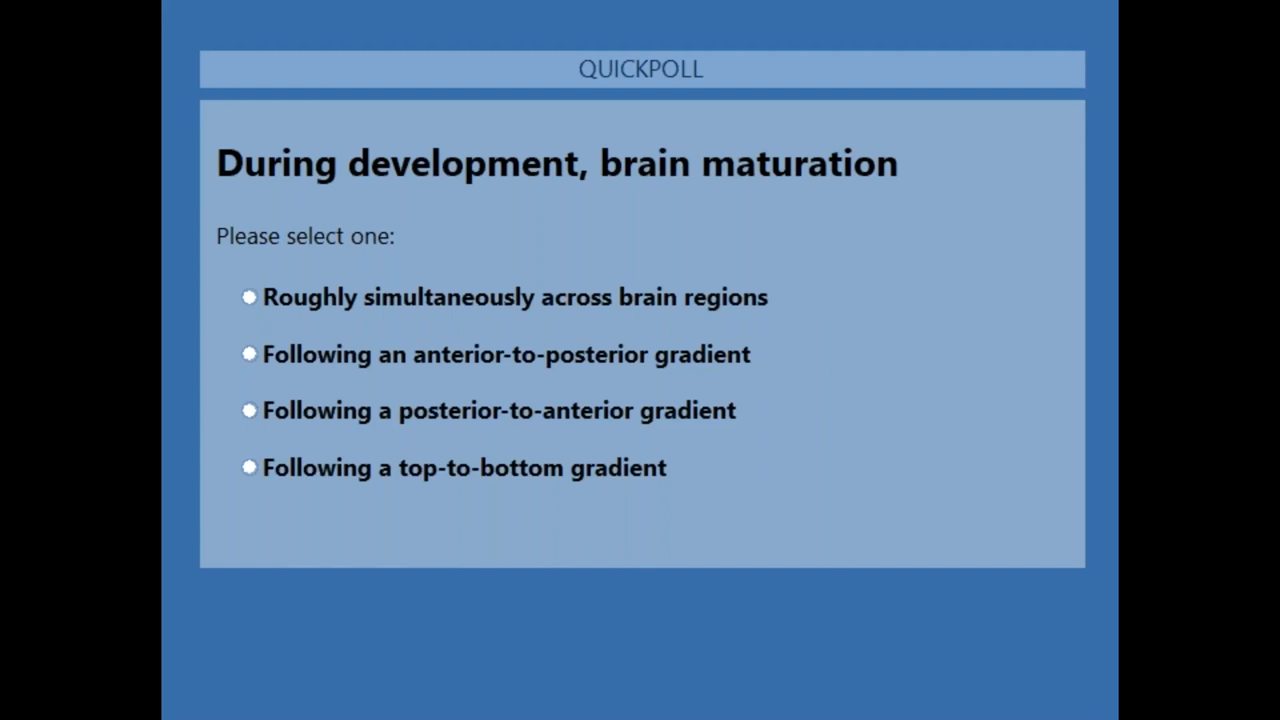 QUICKPOLL
During development, brain maturation
Please select one:
Roughly simultaneously across brain regions
Following an anterior-to-posterior gradient
Following a posterior-to-anterior gradient
Following a top-to-bottom gradient